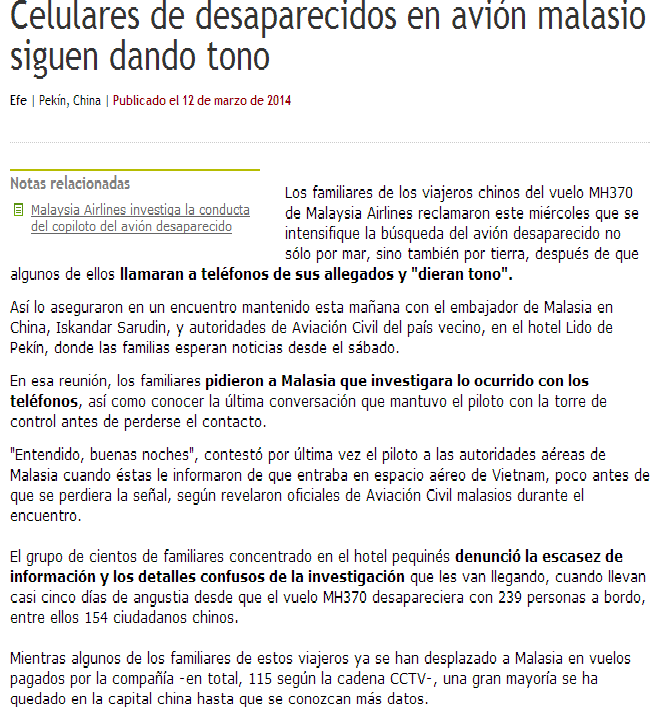 Celulares de desaparecidos en avión malasio
siguen dando tono
Efe | Pekín, China | Publicado el 12 de marzo de 2014
Notas relacionadas
Malaysia Airlines investiga la conducta
del copiloto del avión desaparecido
Los familiares de los viajeros chinos del vuelo MH370
de Malaysia Airlines reclamaron este miércoles que se
intensifique la búsqueda del avión desaparecido no
sólo por mar, sino también por tierra, después de que
algunos de ellos llamaran a teléfonos de sus allegados y "dieran tono".
Así lo aseguraron en un encuentro mantenido esta mañana con el embajador de Malasia en
China, Iskandar Sarudin, y autoridades de Aviación Civil del país vecino, en el hotel Lido de
Pekín, donde las familias esperan noticias desde el sábado.
En esa reunión, los familiares pidieron a Malasia que investigara lo ocurrido con los
teléfonos, así como conocer la última conversación que mantuvo el piloto con la torre de
control antes de perderse el contacto.
"Entendido, buenas noches", contestó por última vez el piloto a las autoridades aéreas de
Malasia cuando éstas le informaron de que entraba en espacio aéreo de Vietnam, poco antes de
que se perdiera la señal, según revelaron oficiales de Aviación Civil malasios durante el
encuentro.
El grupo de cientos de familiares concentrado en el hotel pequinés denunció la escasez de
información y los detalles confusos de la investigación que les van llegando, cuando llevan
casi cinco días de angustia desde que el vuelo MH370 desapareciera con 239 personas a bordo,
entre ellos 154 ciudadanos chinos.
Mientras algunos de los familiares de estos viajeros ya se han desplazado a Malasia en vuelos
pagados por la compañía -en total, 115 según la cadena CCTV-, una gran mayoría se ha
quedado en la capital china hasta que se conozcan más datos.